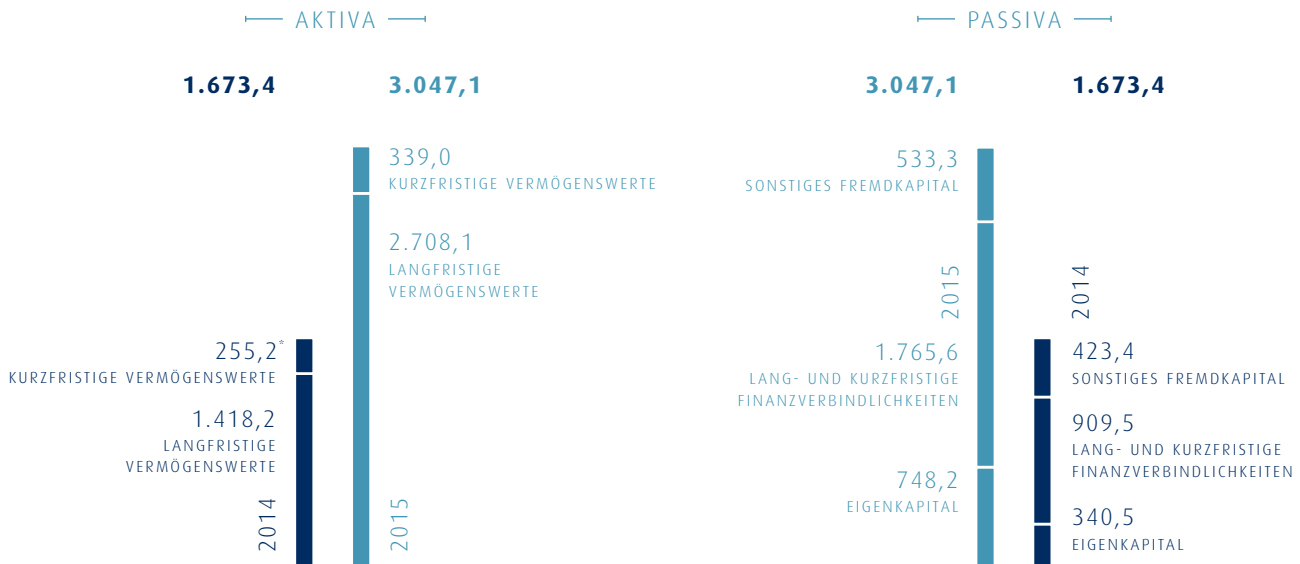 AKTIVA
1.673,4
3.047,1
339,0
KURZFRISTIGE VERMÖGENSWERTE
2.708,1
LANGFRISTIGE
VERMÖGENSWERTE
255,2*
KURZFRISTIGE VERMÖGENSWERTE
1.418,2
LANGFRISTIGE
VERMÖGENSWERTE
2014
2015
PASSIVA
3.047,1
1.673,4
533,3
SONSTIGES FREMDKAPITAL
2015
1.765,6
LANG- UND KURZFRISTIGE
FINANZVERBINDLICHKEITEN
748,2
EIGENKAPITAL
2014
423,4
SONSTIGES FREMDKAPITAL
909,5
LANG- UND KURZFRISTIGE
FINANZVERBINDLICHKEITEN
340,5
EIGENKAPITAL